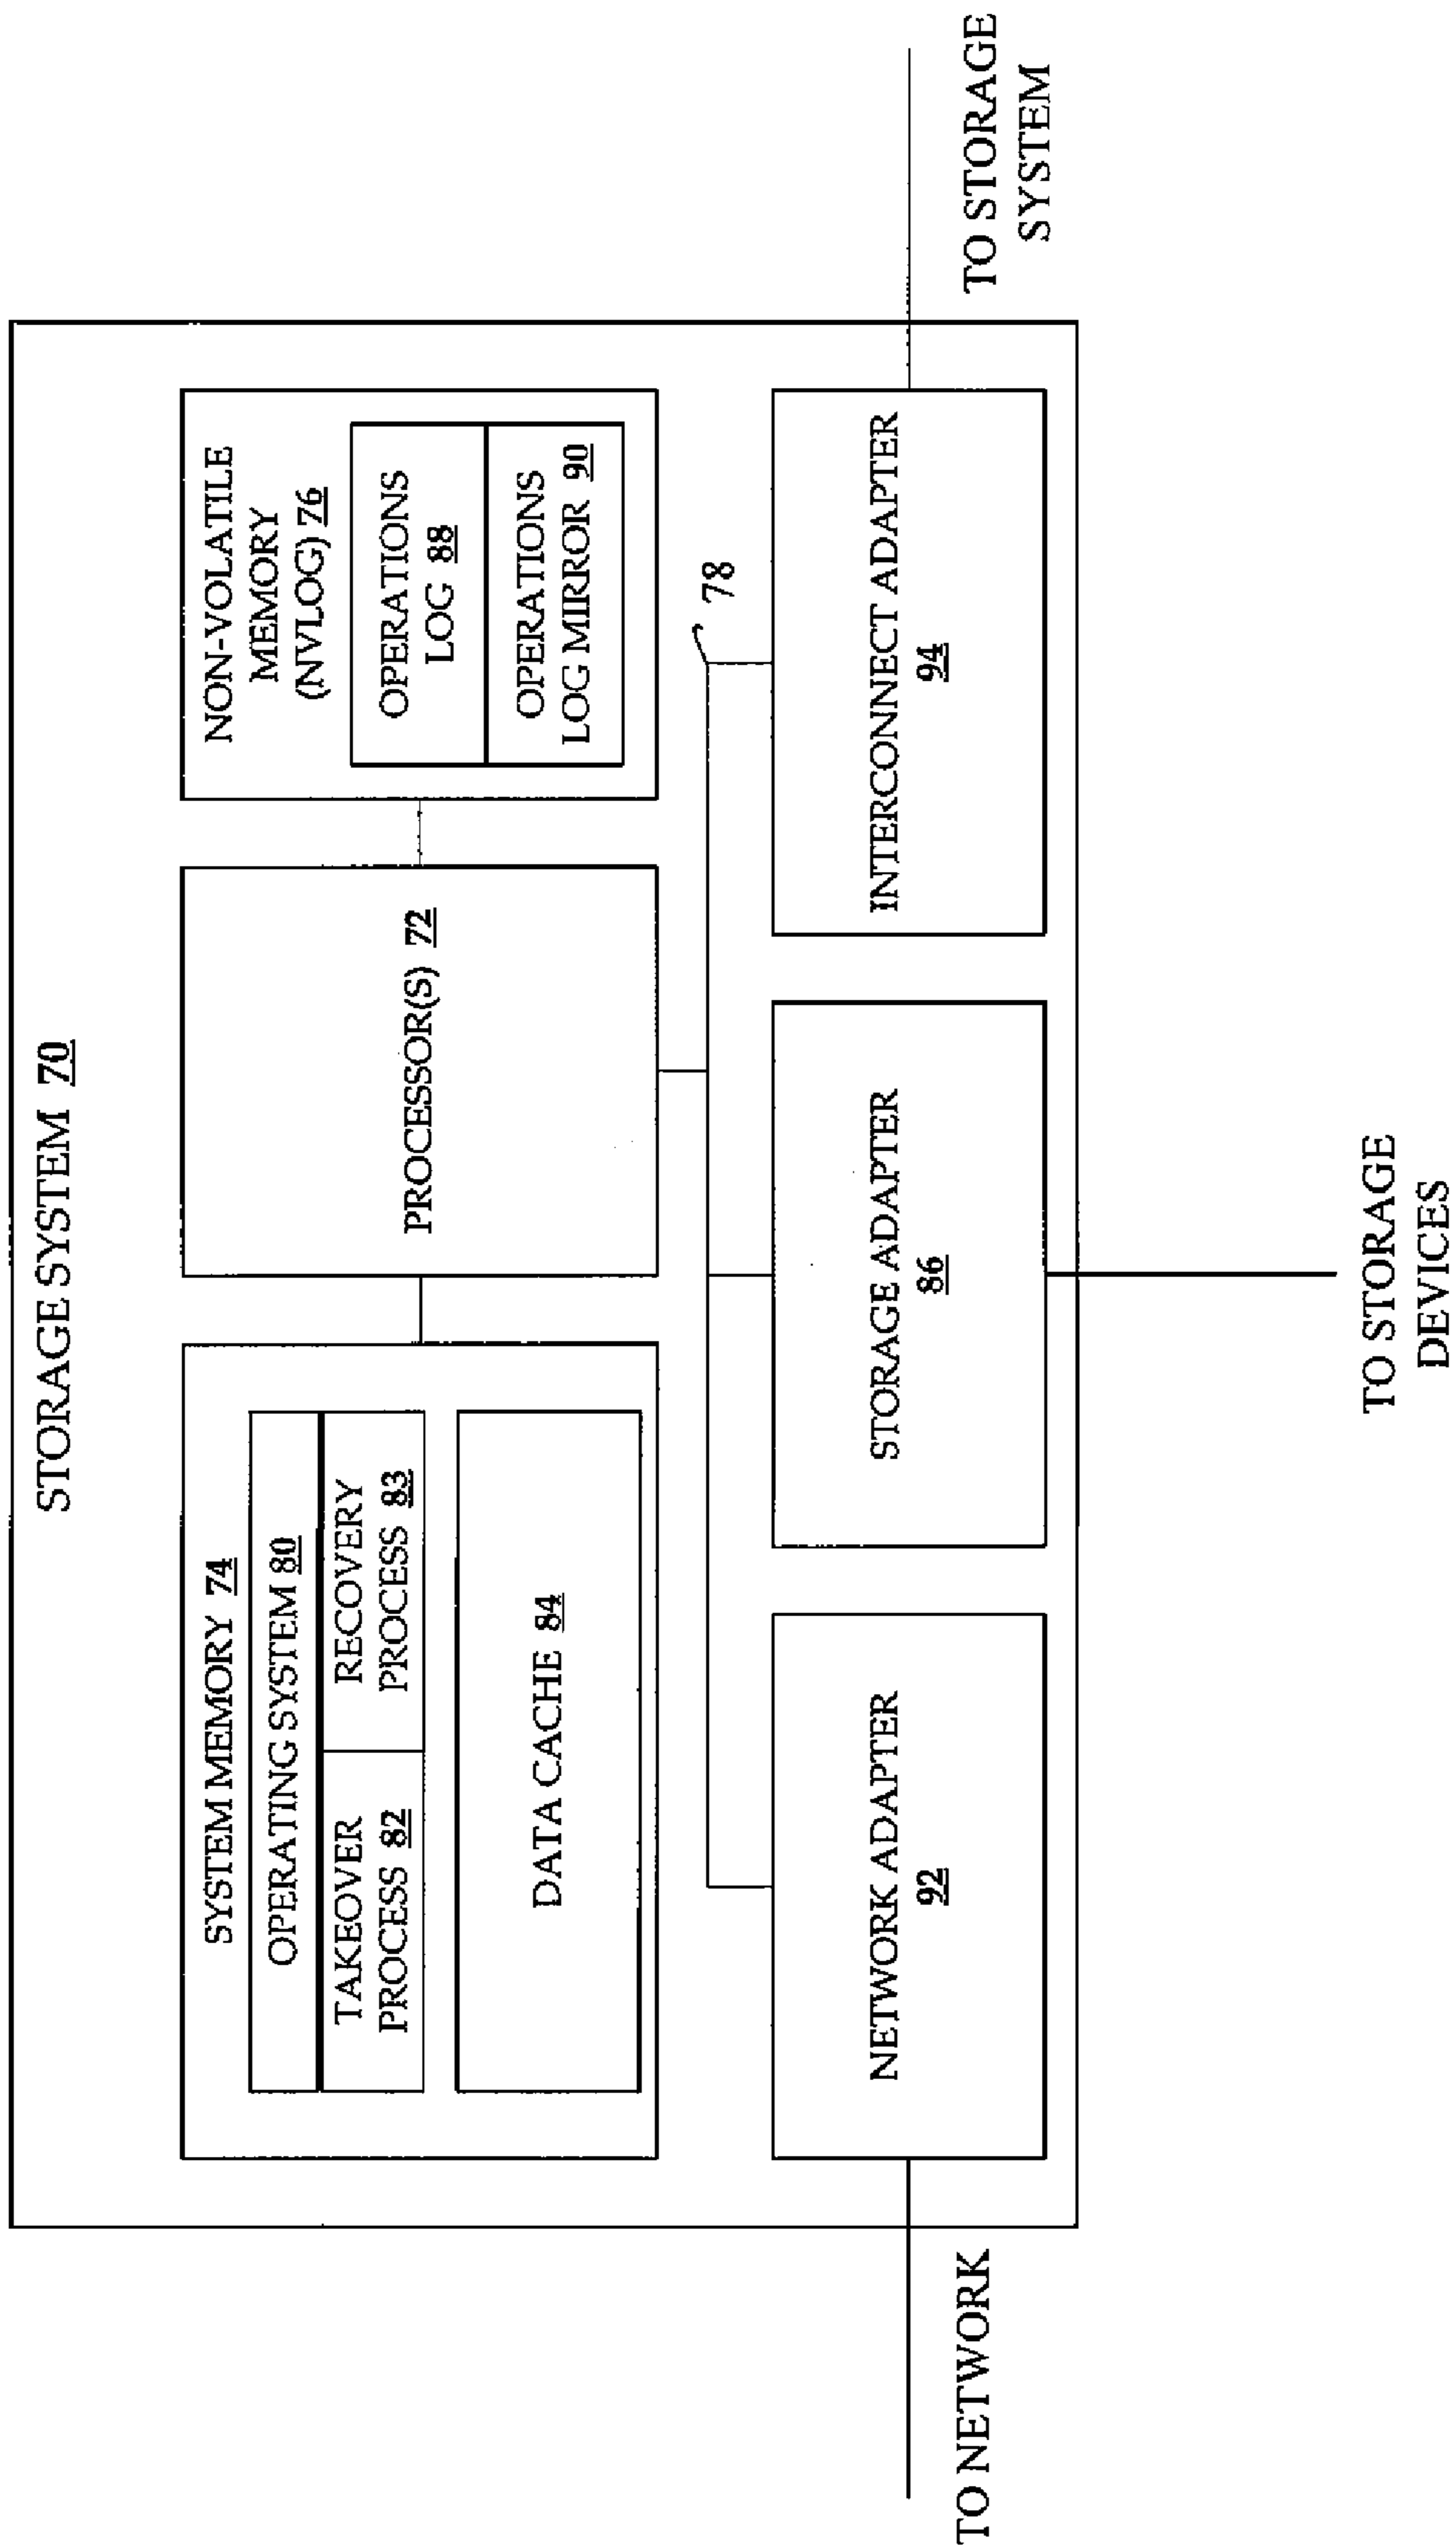 STORAGE SYSTEM 70
SYSTEM MEMORY 74
OPERATING SYSTEM 80
TAKEOVER
PROCESS 82
RECOVERY
PROCESS 83
DATA CACHE 84
PROCESSOR(S) 72
NON-VOLATILE
MEMORY
(NVLOG) 76
OPERATIONS
LOG 88
OPERATIONS
LOG MIRROR 90
78
NETWORK ADAPTER
92
STORAGE ADAPTER
86
INTERCONNECT ADAPTER
94
TO NETWORK
TO STORAGE
DEVICES
TO STORAGE
SYSTEM